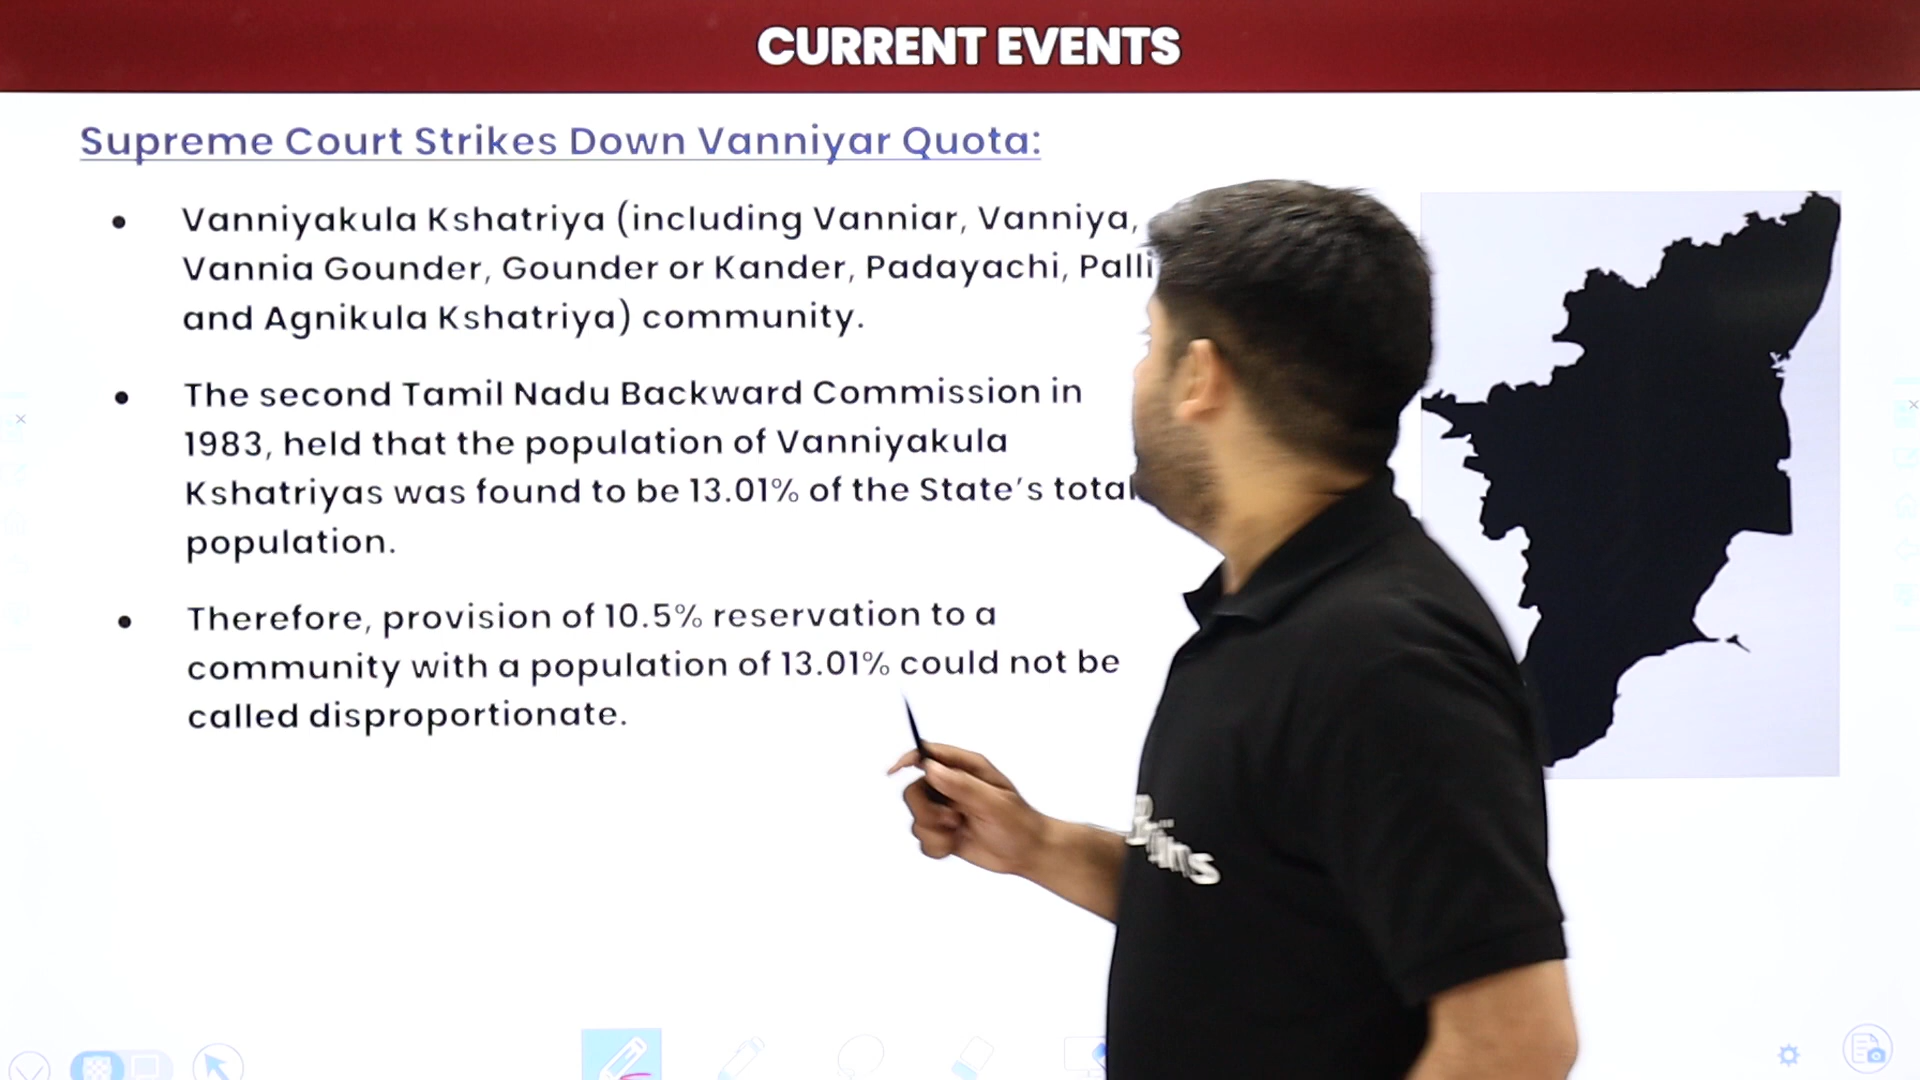 CURRENT EVENTS
Supreme Court Strikes Down Vanniyar Quota:
• Vanniyakula Kshatriya (including Vanniar, Vanniya,
Vannia Gounder, Gounder or Kander, Padayachi, Palli
and Agnikula Kshatriya) community.
• The second Tamil Nadu Backward Commission in
1983, held that the population of Vanniyakula
Kshatriyas was found to be 13.01% of the State's total
population.
• Therefore, provision of 10.5% reservation to a
community with a population of 13.01% could not be
called disproportionate.